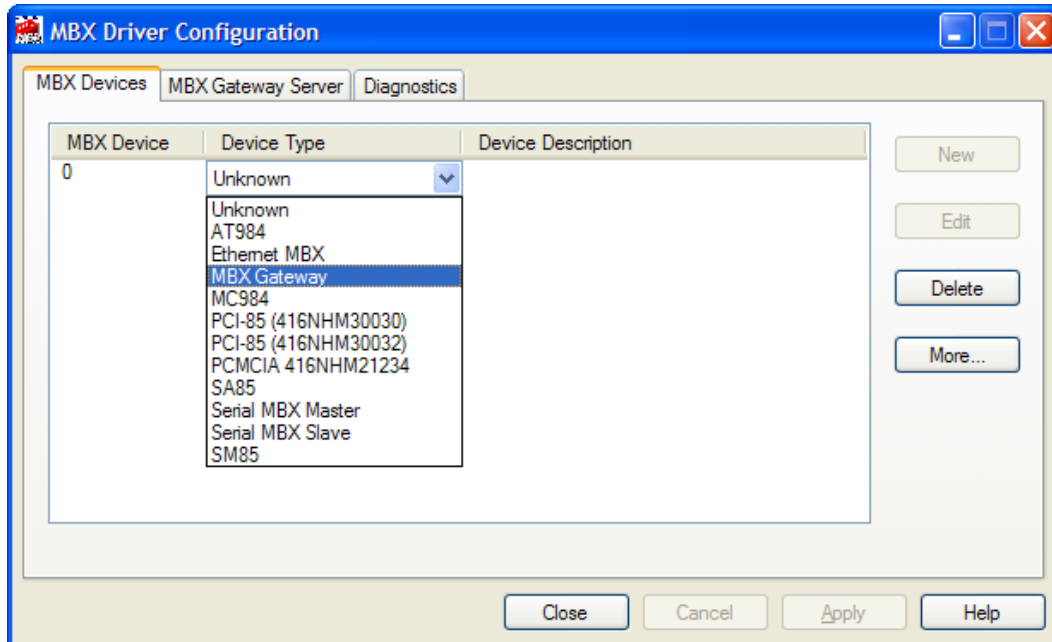 MBX Driver Configuration
MBX Devices MBX Gateway Server Diagnostics
MBX Device Device Type Device Description
0 Unknown
Unknown
AT984
Ethernet MBX
MBX Gateway
MC984
PCI-85 (416NHM30030)
PCI-85 (416NHM30032)
PCMCIA 416NHM21234
SA85
Serial MBX Master
Serial MBX Slave
SM85
New
Edit
Delete
More...
Close Cancel Apply Help